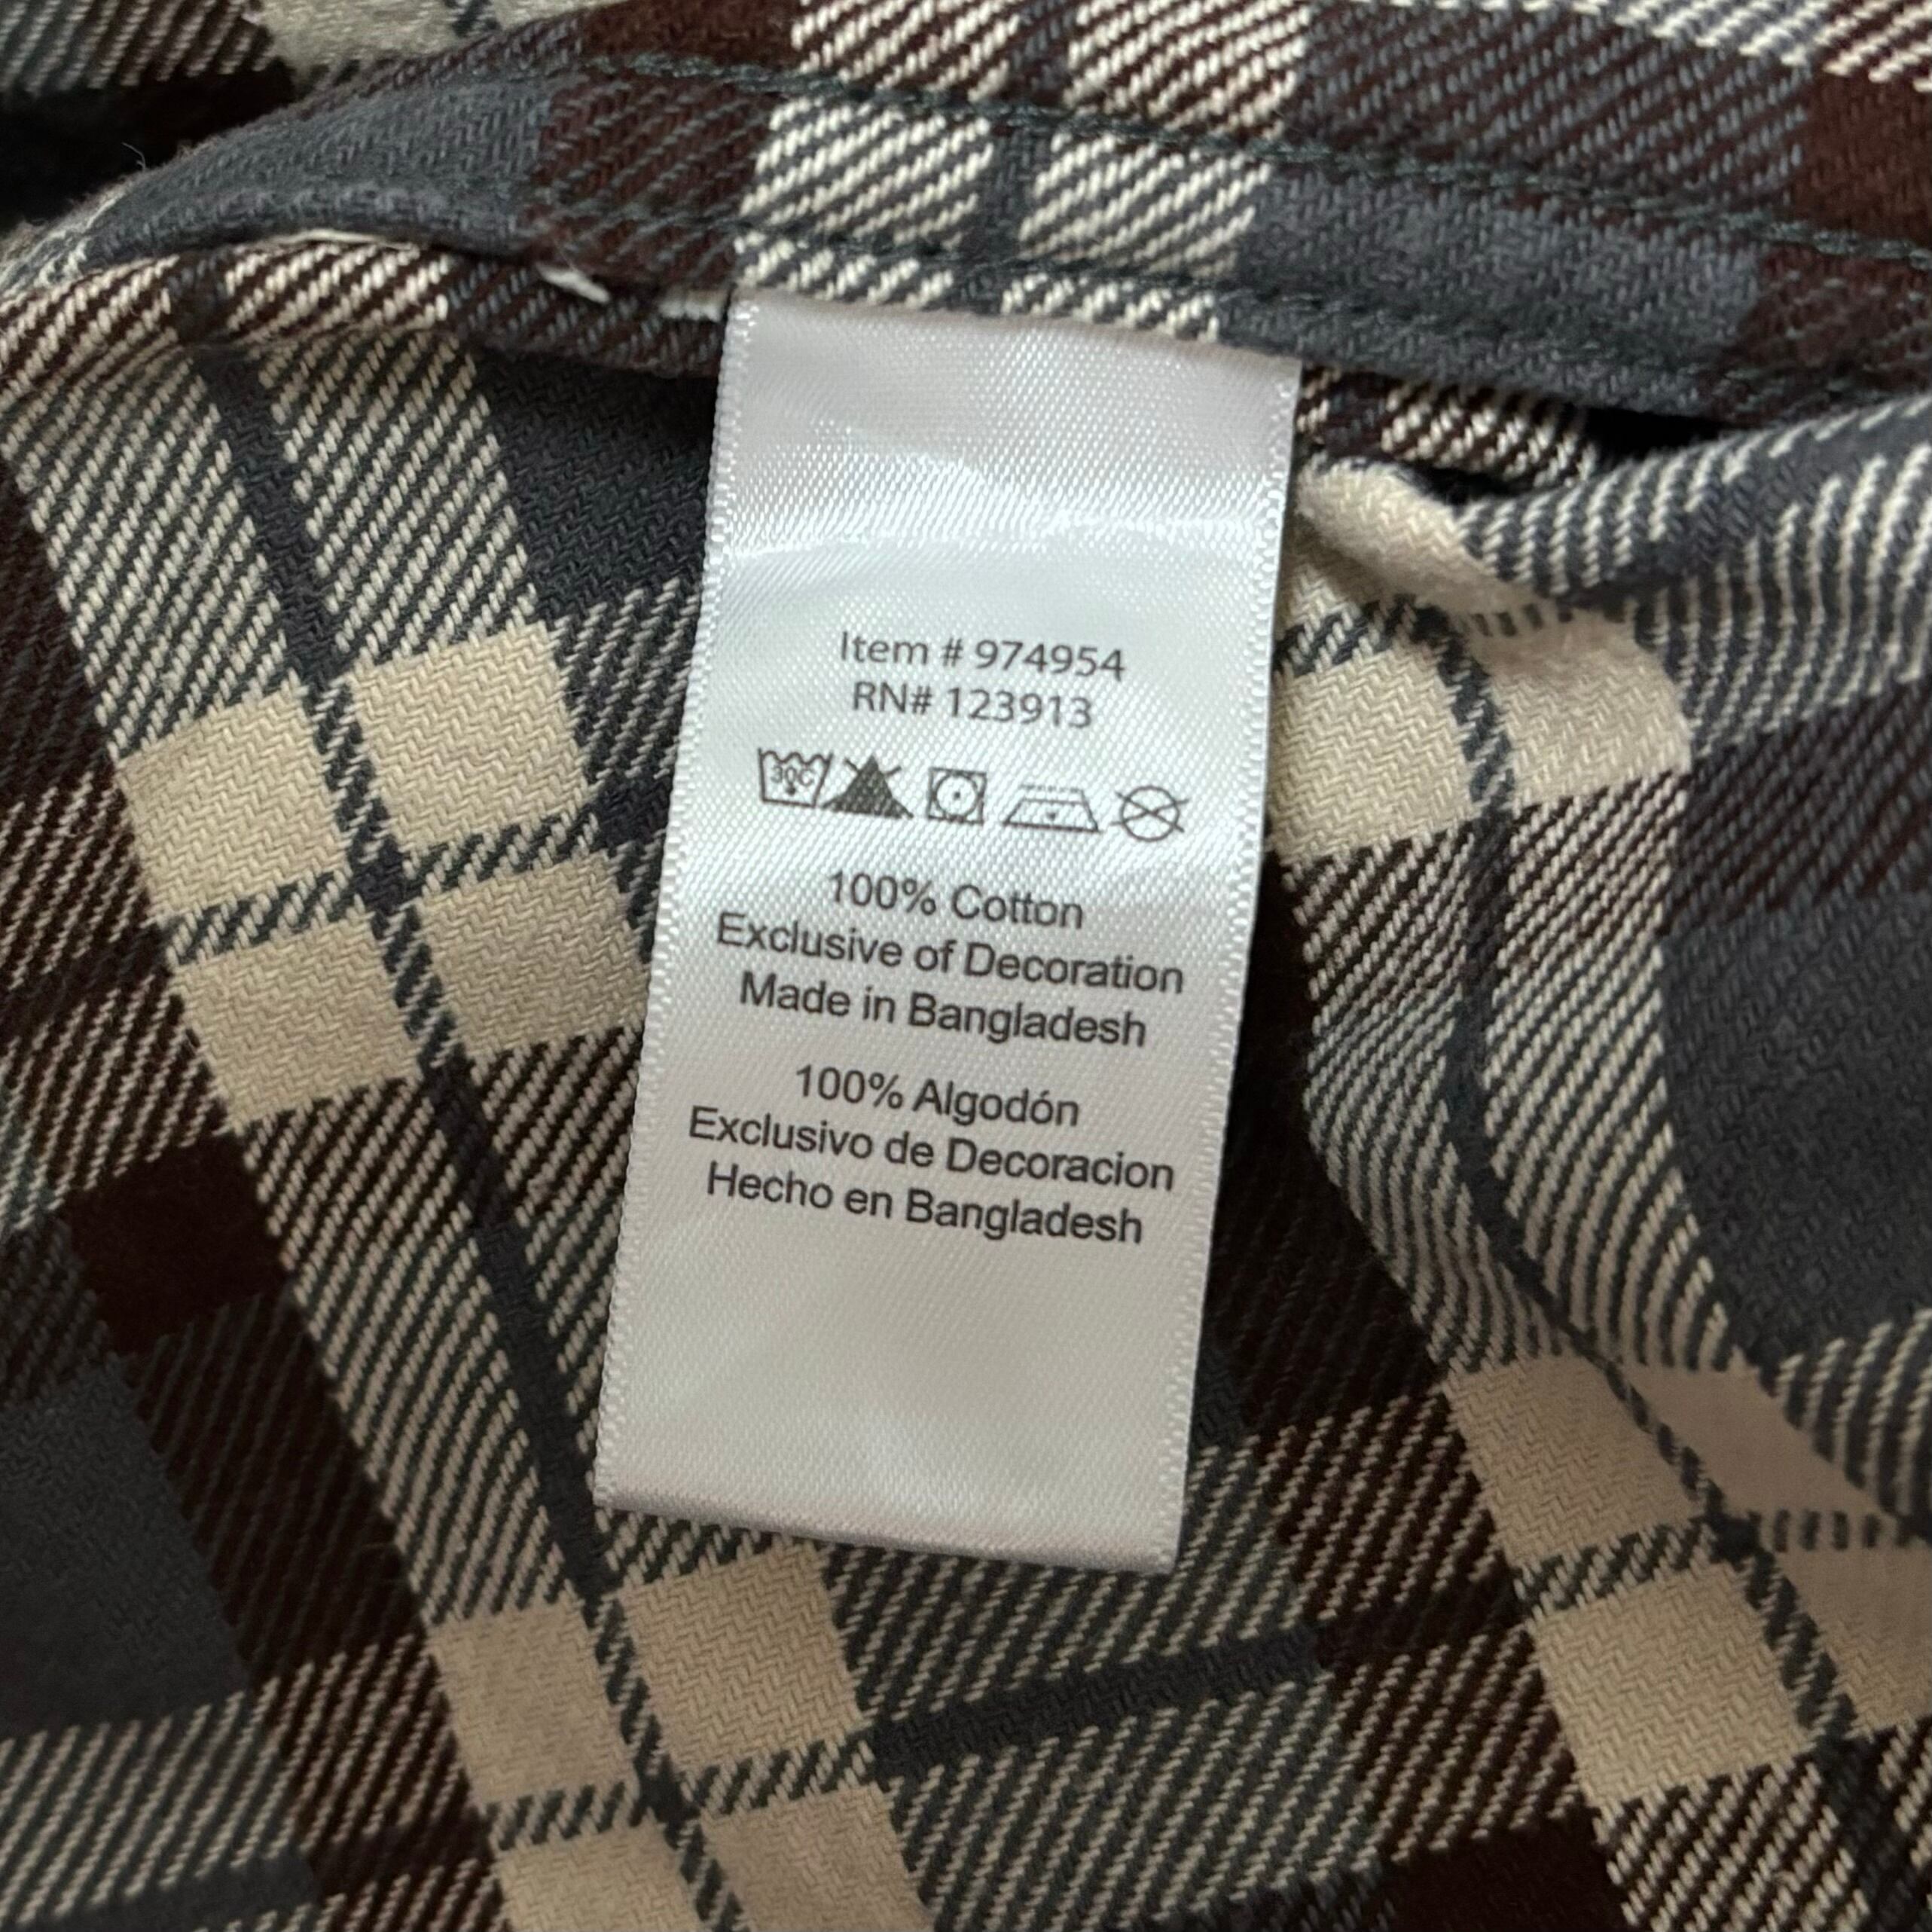 Item # 974954
RN# 123913
30°C
100% Cotton
Exclusive of Decoration
Made in Bangladesh
100% Algodón
Exclusivo de Decoracion
Hecho en Bangladesh